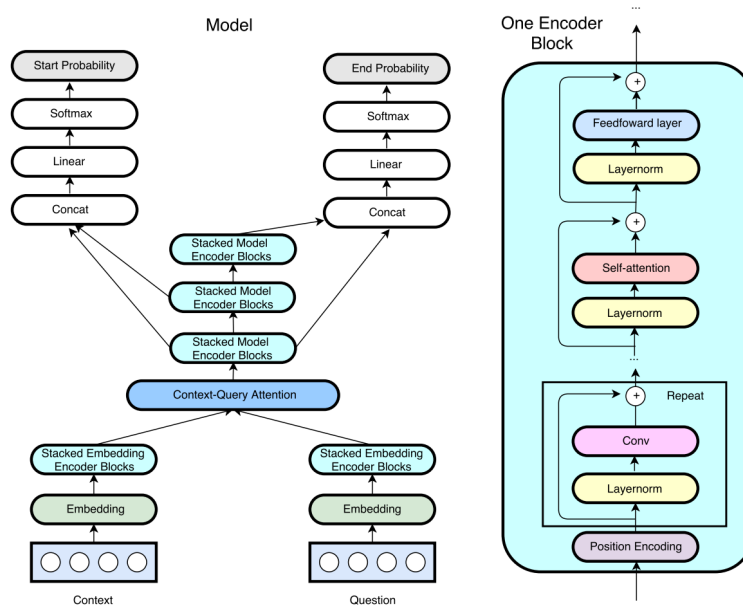 Model
Start Probability
Softmax
Linear
Concat
End Probability
Softmax
Linear
Concat
Stacked Model
Encoder Blocks
Stacked Model
Encoder Blocks
Stacked Model
Encoder Blocks
Context-Query Attention
Stacked Embedding
Encoder Blocks
Stacked Embedding
Encoder Blocks
Embedding
Embedding
Context
Question
One Encoder
Block
...
+
Feedfoward layer
Layernorm
+
Self-attention
Layernorm
...
+
Repeat
Conv
Layernorm
Position Encoding